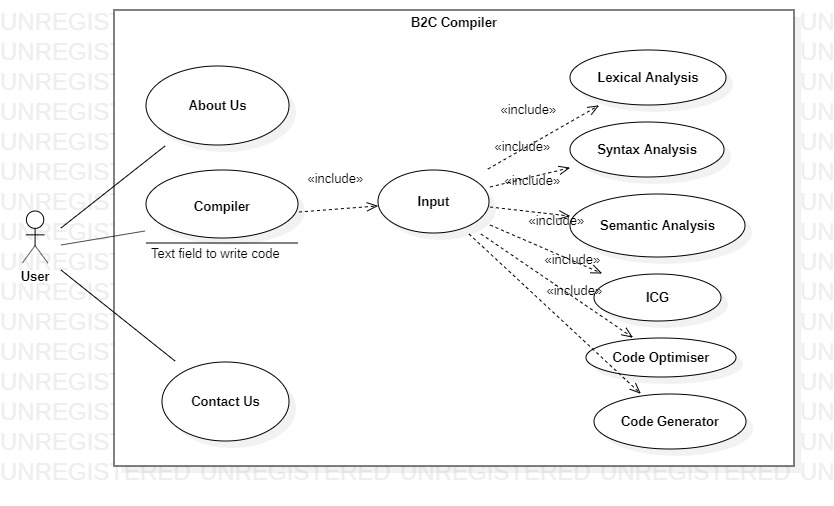 B2C Compiler
About Us
Compiler
Text field to write code
Contact Us
User
«include»
Input
«include»
«include»
«include»
«include»
«include»
«include»
Lexical Analysis
Syntax Analysis
Semantic Analysis
ICG
Code Optimiser
Code Generator
UNREGISTERED UNREGISTERED UNREGISTERED UNREGISTERED